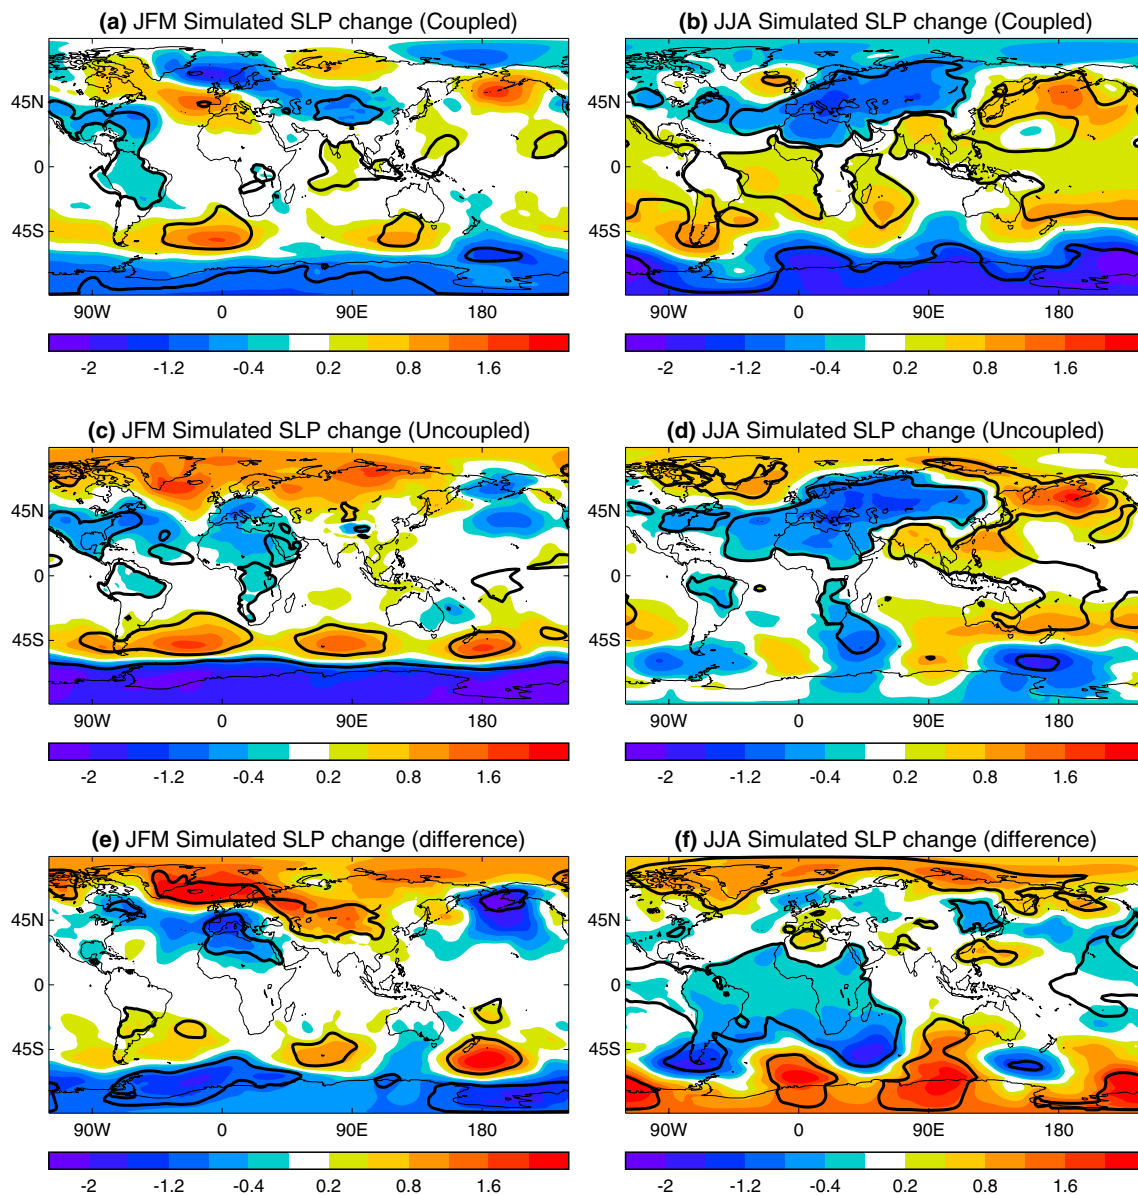 (a) JFM Simulated SLP change (Coupled)
(b) JJA Simulated SLP change (Coupled)
45N
0
45S
90W 0 90E 180
-2 -1.2 -0.4 0.2 0.8 1.6
45N
0
45S
90W 0 90E 180
-2 -1.2 -0.4 0.2 0.8 1.6
(c) JFM Simulated SLP change (Uncoupled)
(d) JJA Simulated SLP change (Uncoupled)
45N
0
45S
90W 0 90E 180
-2 -1.2 -0.4 0.2 0.8 1.6
45N
0
45S
90W 0 90E 180
-2 -1.2 -0.4 0.2 0.8 1.6
(e) JFM Simulated SLP change (difference)
(f) JJA Simulated SLP change (difference)
45N
0
45S
90W 0 90E 180
-2 -1.2 -0.4 0.2 0.8 1.6
45N
0
45S
90W 0 90E 180
-2 -1.2 -0.4 0.2 0.8 1.6